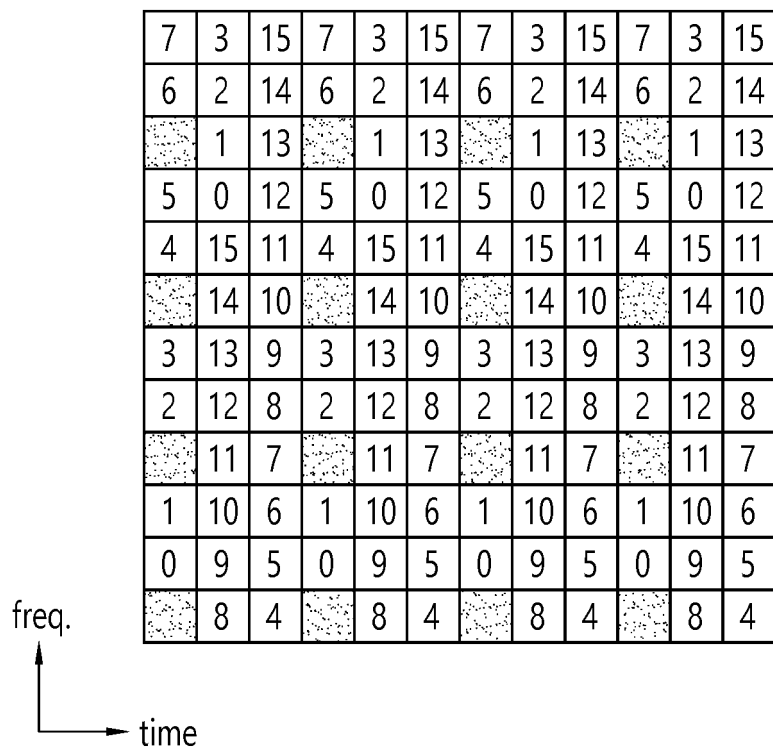 7 3 15 7 3 15 7 3 15 7 3 15
6 2 14 6 2 14 6 2 14 6 2 14
1 13 1 13 1 13 1 13
5 0 12 5 0 12 5 0 12 5 0 12
4 15 11 4 15 11 4 15 11 4 15 11
14 10 14 10 14 10 14 10
3 13 9 3 13 9 3 13 9 3 13 9
2 12 8 2 12 8 2 12 8 2 12 8
11 7 11 7 11 7 11 7
1 10 6 1 10 6 1 10 6 1 10 6
0 9 5 0 9 5 0 9 5 0 9 5
8 4 8 4 8 4 8 4
freq.
time